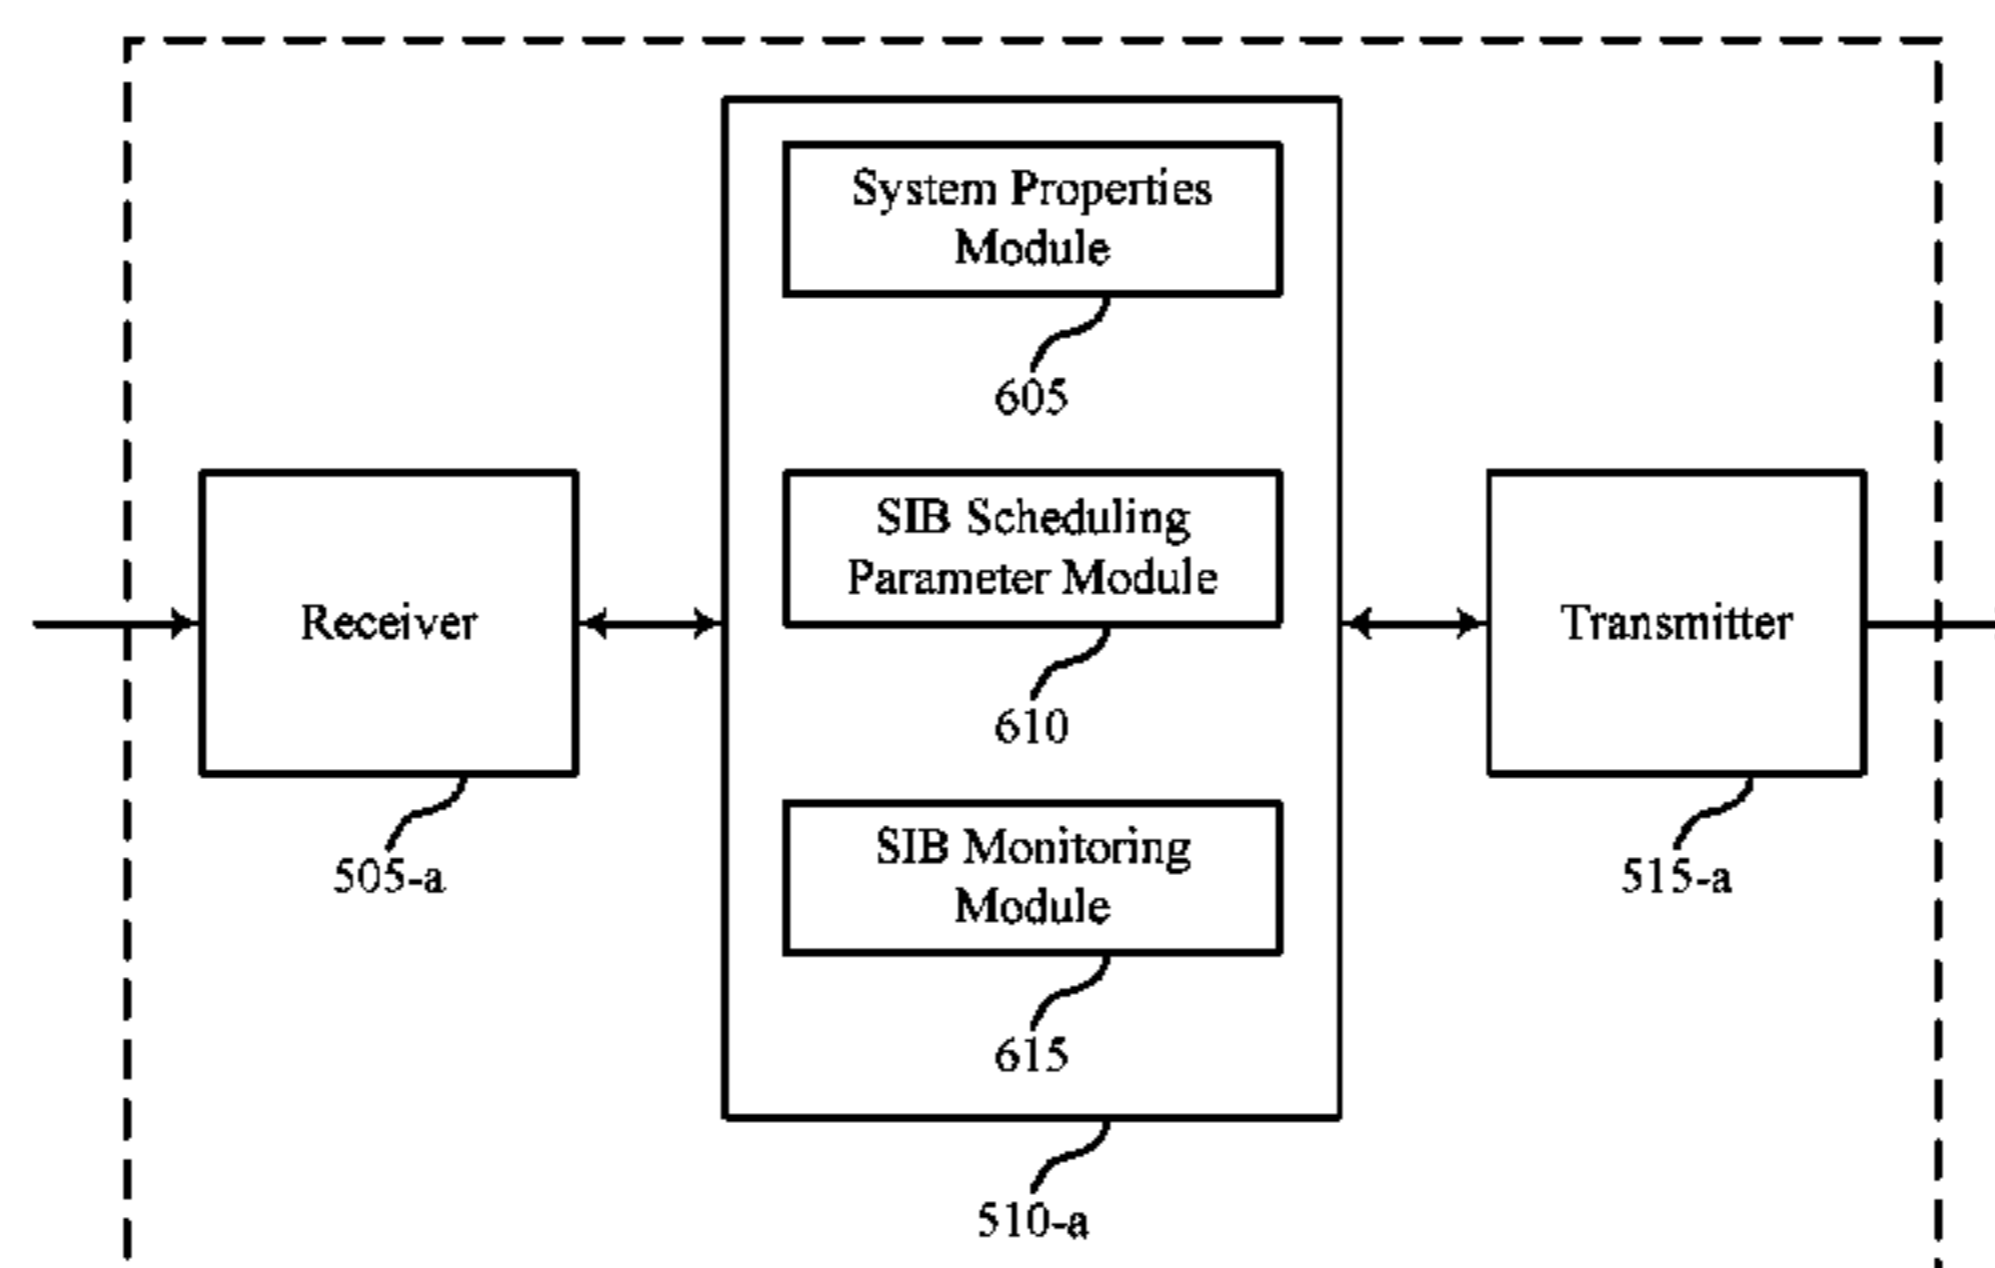 System Properties
Module
605
SIB Scheduling
Parameter Module
610
Receiver
505-a
Transmitter
515-a
SIB Monitoring
Module
615
510-a